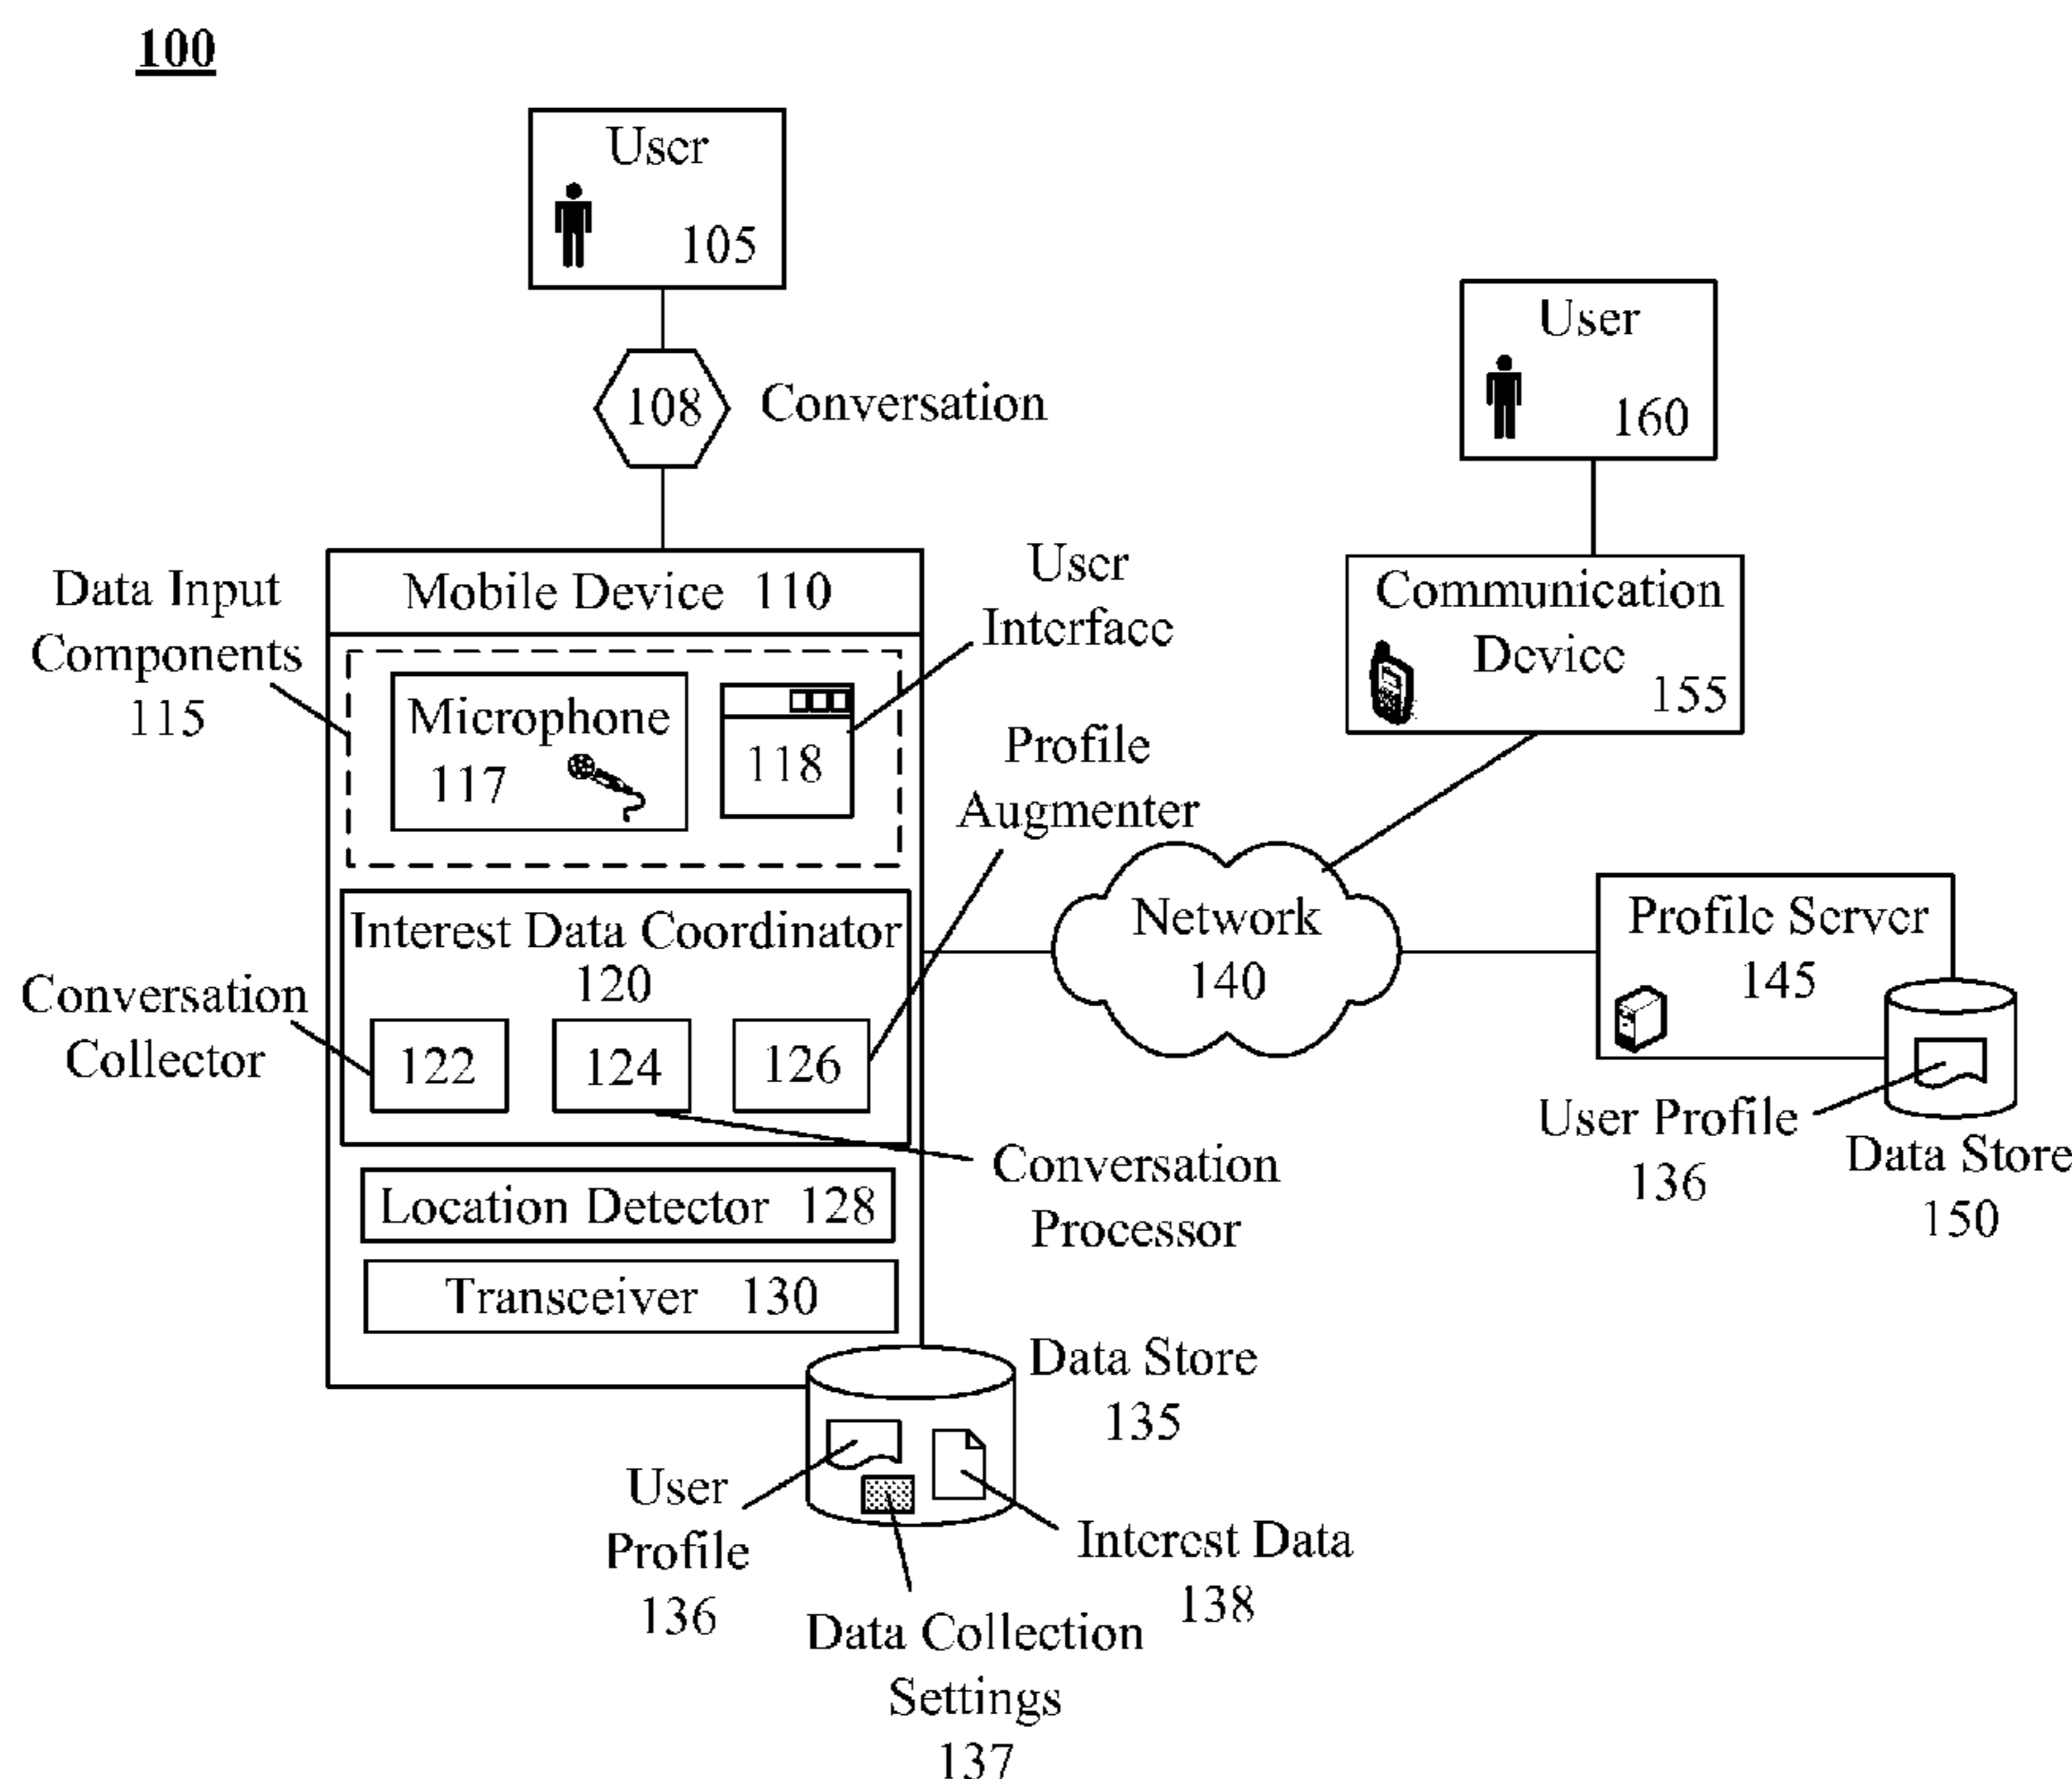 100
User
105
108
Conversation
User
160
Data Input
Components
115
Mobile Device 110
Microphone
117
118
User
Interface
Communication
Device
155
Profile
Augmenter
Interest Data Coordinator
120
122
124
126
Conversation
Collector
Conversation
Processor
Network
140
Profile Server
145
User Profile
136
Data Store
150
Location Detector 128
Transceiver 130
Data Store
135
User
Profile
136
Interest Data
138
Data Collection
Settings
137